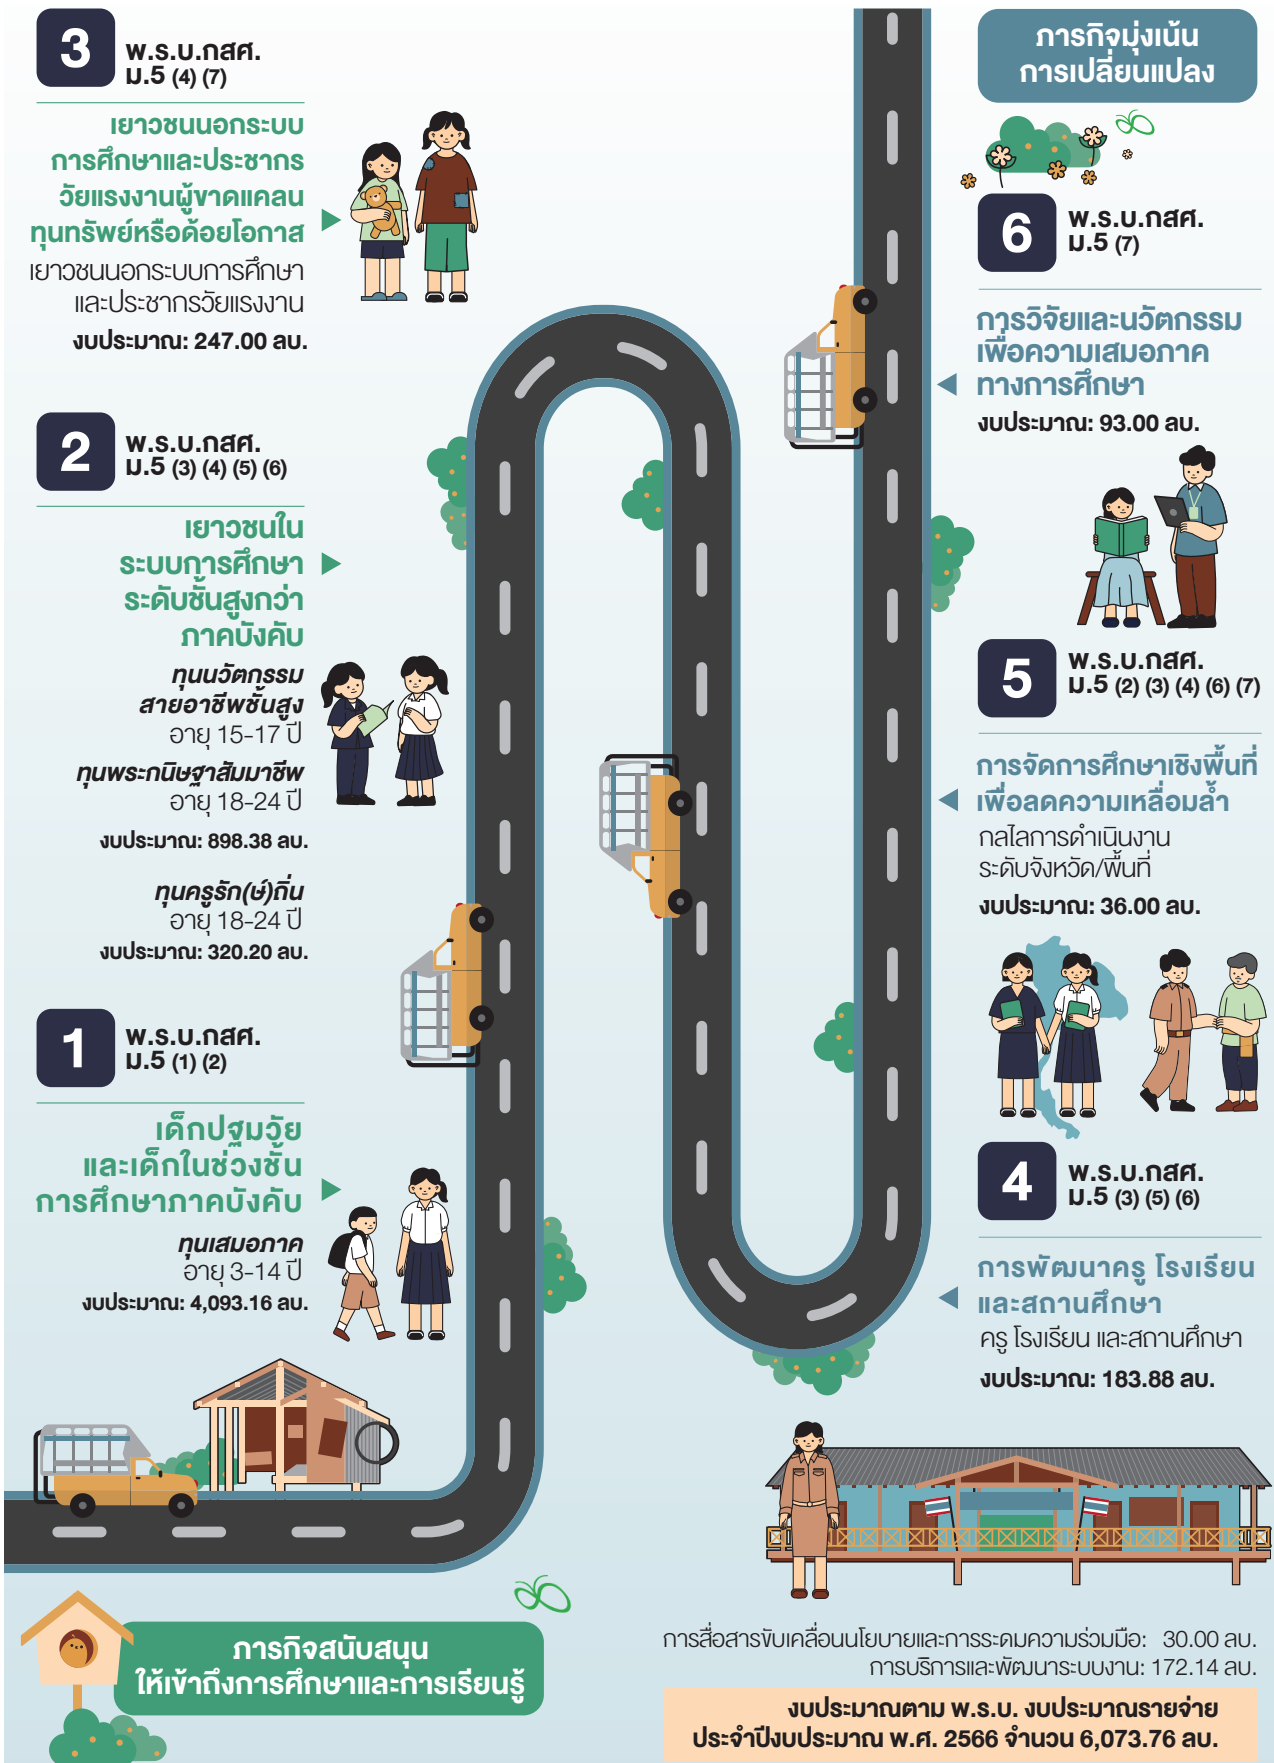 3
พ.ร.บ.กสศ.
ม.5 (4) (7)
เยาวชนนอกระบบ
การศึกษาและประชากร
วัยแรงงานผู้ขาดแคลน
ทุนทรัพย์หรือด้อยโอกาส
เยาวชนนอกระบบการศึกษา
และประชากรวัยแรงงาน
งบประมาณ: 247.00 ลบ.
2
พ.ร.บ.กสศ.
ม.5 (3) (4) (5) (6)
เยาวชนใน
ระบบการศึกษา
ระดับชั้นสูงกว่า
ภาคบังคับ
ทุนนวัตกรรม
สายอาชีพชั้นสูง
อายุ 15-17 ปี
ทุนพระกนิษฐาสัมมาชีพ
อายุ 18-24 ปี
งบประมาณ: 898.38 ลบ.
ทุนครูรัก(ษ์)ถิ่น
อายุ 18-24 ปี
งบประมาณ: 320.20 ลบ.
1
พ.ร.บ.กสศ.
ม.5 (1) (2)
เด็กปฐมวัย
และเด็กในช่วงชั้น
การศึกษาภาคบังคับ
ทุนเสมอภาค
อายุ 3-14 ปี
งบประมาณ: 4,093.16 ลบ.
ภารกิจสนับสนุน
ให้เข้าถึงการศึกษาและการเรียนรู้
ภารกิจมุ่งเน้น
การเปลี่ยนแปลง
6
พ.ร.บ.กสศ.
ม.5 (7)
การวิจัยและนวัตกรรม
เพื่อความเสมอภาค
ทางการศึกษา
งบประมาณ: 93.00 ลบ.
5
พ.ร.บ.กสศ.
ม.5 (2) (3) (4) (6) (7)
การจัดการศึกษาเชิงพื้นที่
เพื่อลดความเหลื่อมล้ำ
กลไลการดำเนินงาน
ระดับจังหวัด/พื้นที่
งบประมาณ: 36.00 ลบ.
4
พ.ร.บ.กสศ.
ม.5 (3) (5) (6)
การพัฒนาครู โรงเรียน
และสถานศึกษา
ครู โรงเรียน และสถานศึกษา
งบประมาณ: 183.88 ลบ.
การสื่อสารขับเคลื่อนนโยบายและการระดมความร่วมมือ: 30.00 ลบ.
การบริการและพัฒนาระบบงาน: 172.14 ลบ.
งบประมาณตาม พ.ร.บ. งบประมาณรายจ่าย
ประจำปีงบประมาณ พ.ศ. 2566 จำนวน 6,073.76 ลบ.